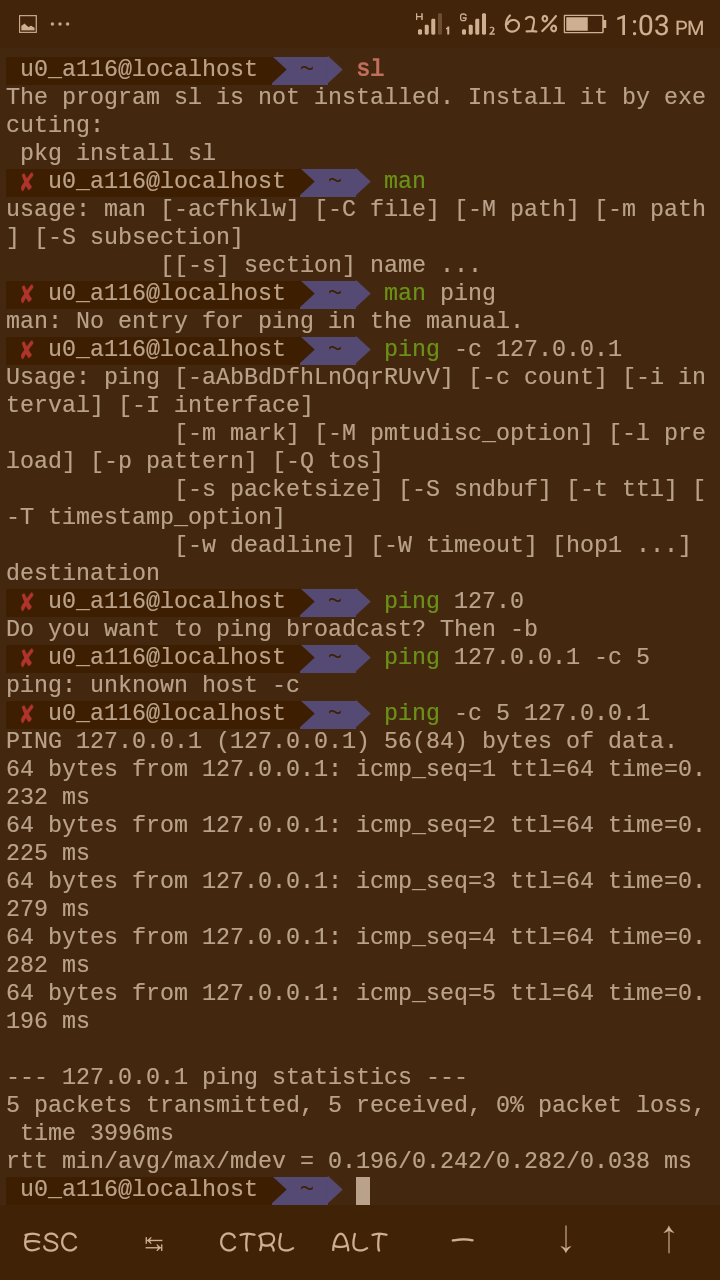 H 1 G 2 62% 1:03 PM
u0_a116@localhost ~ sl
The program sl is not installed. Install it by exe
cuting:
 pkg install sl
✘ u0_a116@localhost ~ man
usage: man [-acfhklw] [-C file] [-M path] [-m path
] [-S subsection]
           [[-s] section] name ...
✘ u0_a116@localhost ~ man ping
man: No entry for ping in the manual.
✘ u0_a116@localhost ~ ping -c 127.0.0.1
Usage: ping [-aAbBdDfhLnOqrRUvV] [-c count] [-i in
terval] [-I interface]
            [-m mark] [-M pmtudisc_option] [-l pre
load] [-p pattern] [-Q tos]
            [-s packetsize] [-S sndbuf] [-t ttl] [
-T timestamp_option]
            [-w deadline] [-W timeout] [hop1 ...]
destination
✘ u0_a116@localhost ~ ping 127.0
Do you want to ping broadcast? Then -b
✘ u0_a116@localhost ~ ping 127.0.0.1 -c 5
ping: unknown host -c
✘ u0_a116@localhost ~ ping -c 5 127.0.0.1
PING 127.0.0.1 (127.0.0.1) 56(84) bytes of data.
64 bytes from 127.0.0.1: icmp_seq=1 ttl=64 time=0.
232 ms
64 bytes from 127.0.0.1: icmp_seq=2 ttl=64 time=0.
225 ms
64 bytes from 127.0.0.1: icmp_seq=3 ttl=64 time=0.
279 ms
64 bytes from 127.0.0.1: icmp_seq=4 ttl=64 time=0.
282 ms
64 bytes from 127.0.0.1: icmp_seq=5 ttl=64 time=0.
196 ms

--- 127.0.0.1 ping statistics ---
5 packets transmitted, 5 received, 0% packet loss,
 time 3996ms
rtt min/avg/max/mdev = 0.196/0.242/0.282/0.038 ms
u0_a116@localhost ~
ESC ↹ CTRL ALT — ↓ ↑